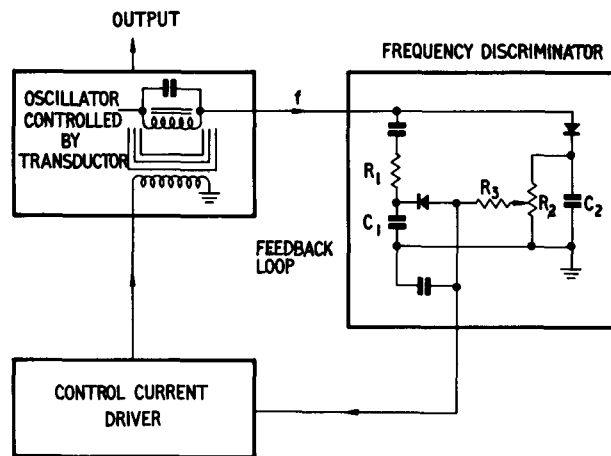 OUTPUT
FREQUENCY DISCRIMINATOR
OSCILLATOR
CONTROLLED
BY
TRANSDUCTOR
f
R1
C1
R3
R2
C2
FEEDBACK
LOOP
CONTROL CURRENT
DRIVER